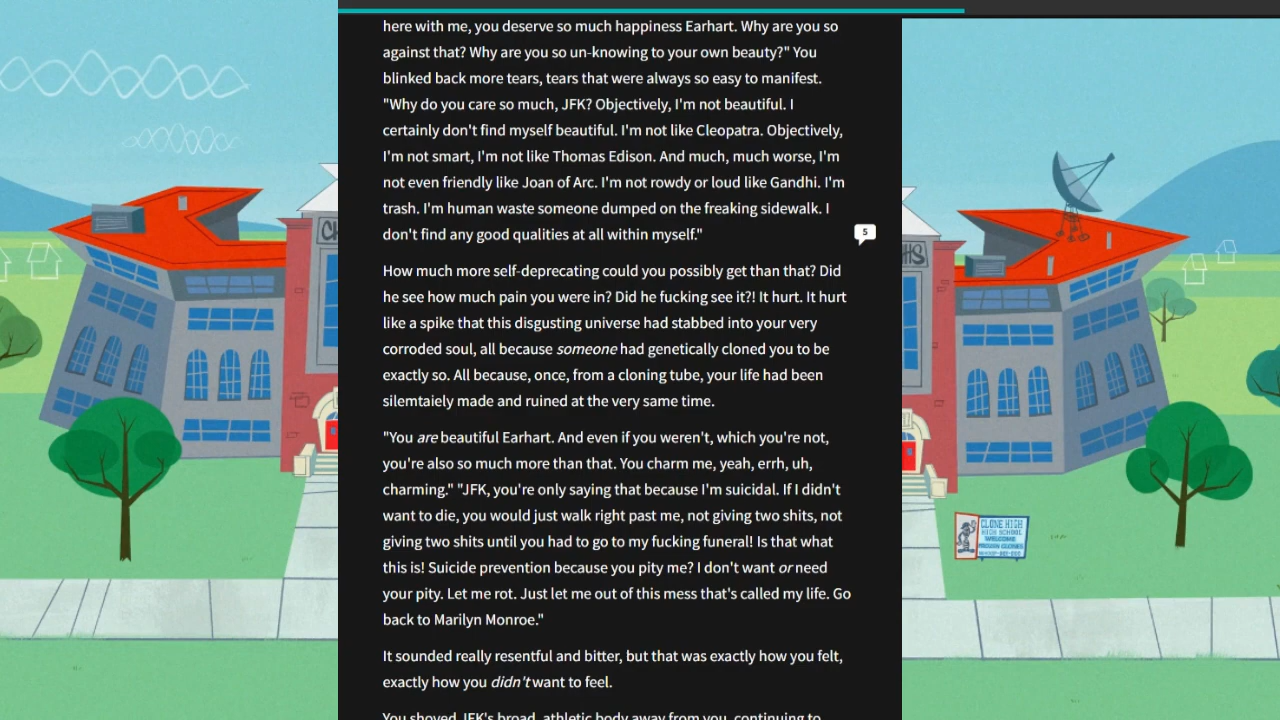 here with me, you deserve so much happiness Earhart. Why are you so
against that? Why are you so un-knowing to your own beauty?" You
blinked back more tears, tears that were always so easy to manifest.
"Why do you care so much, JFK? Objectively, I'm not beautiful. I
certainly don't find myself beautiful. I'm not like Cleopatra. Objectively,
I'm not smart, I'm not like Thomas Edison. And much, much worse, I'm
not even friendly like Joan of Arc. I'm not rowdy or loud like Gandhi. I'm
trash. I'm human waste someone dumped on the freaking sidewalk. I
don't find any good qualities at all within myself."
5
How much more self-deprecating could you possibly get than that? Did
he see how much pain you were in? Did he fucking see it?! It hurt. It hurt
like a spike that this disgusting universe had stabbed into your very
corroded soul, all because someone had genetically cloned you to be
exactly so. All because, once, from a cloning tube, your life had been
silemtaiely made and ruined at the very same time.
"You are beautiful Earhart. And even if you weren't, which you're not,
you're also so much more than that. You charm me, yeah, errh, uh,
charming." "JFK, you're only saying that because I'm suicidal. If I didn't
want to die, you would just walk right past me, not giving two shits, not
giving two shits until you had to go to my fucking funeral! Is that what
this is! Suicide prevention because you pity me? I don't want or need
your pity. Let me rot. Just let me out of this mess that's called my life. Go
back to Marilyn Monroe."
It sounded really resentful and bitter, but that was exactly how you felt,
exactly how you didn't want to feel.
You shoved JFK's broad, athletic body away from you, continuing to
CLONE HIGH
HIGH SCHOOL
WELCOME